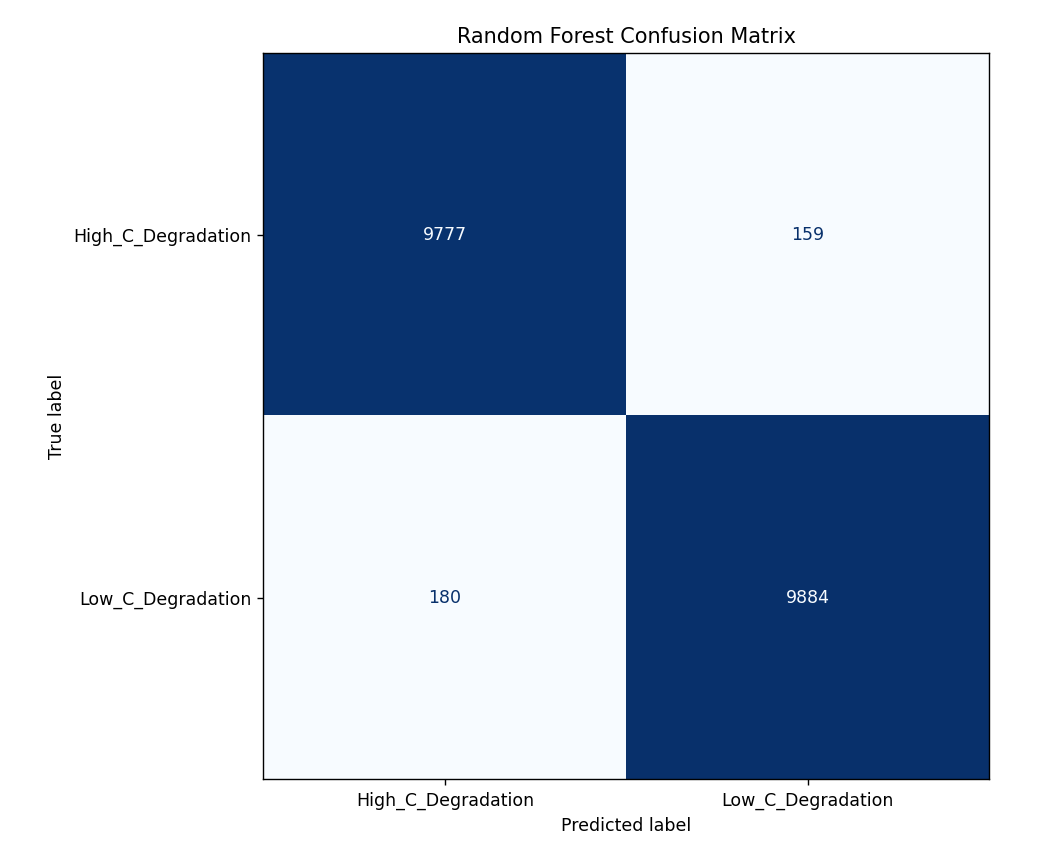 Random Forest Confusion Matrix
High_C_Degradation
9777
159
True label
Low_C_Degradation
180
9884
High_C_Degradation
Low_C_Degradation
Predicted label